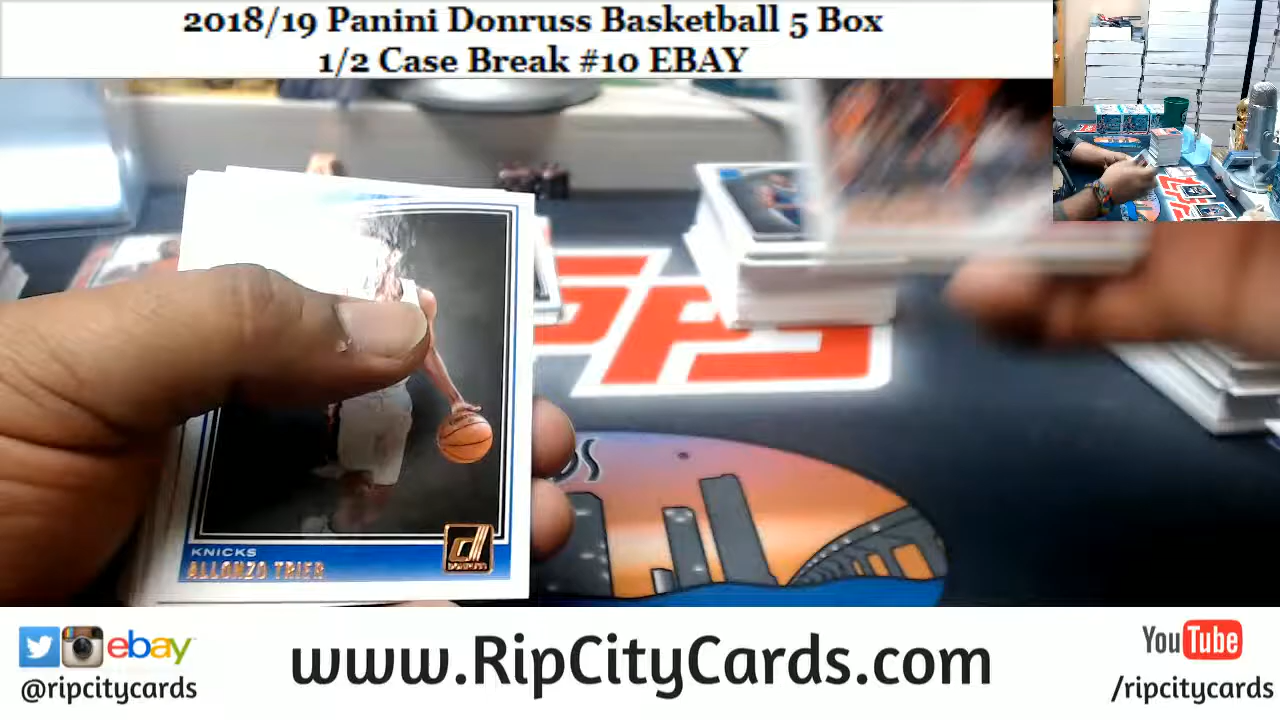 2018/19 Panini Donruss Basketball 5 Box
1/2 Case Break #10 EBAY
KNICKS
ALLONZO TRIER
d
DONRUSS
ebay
@ripcitycards
www.RipCityCards.com
YouTube
/ripcitycards